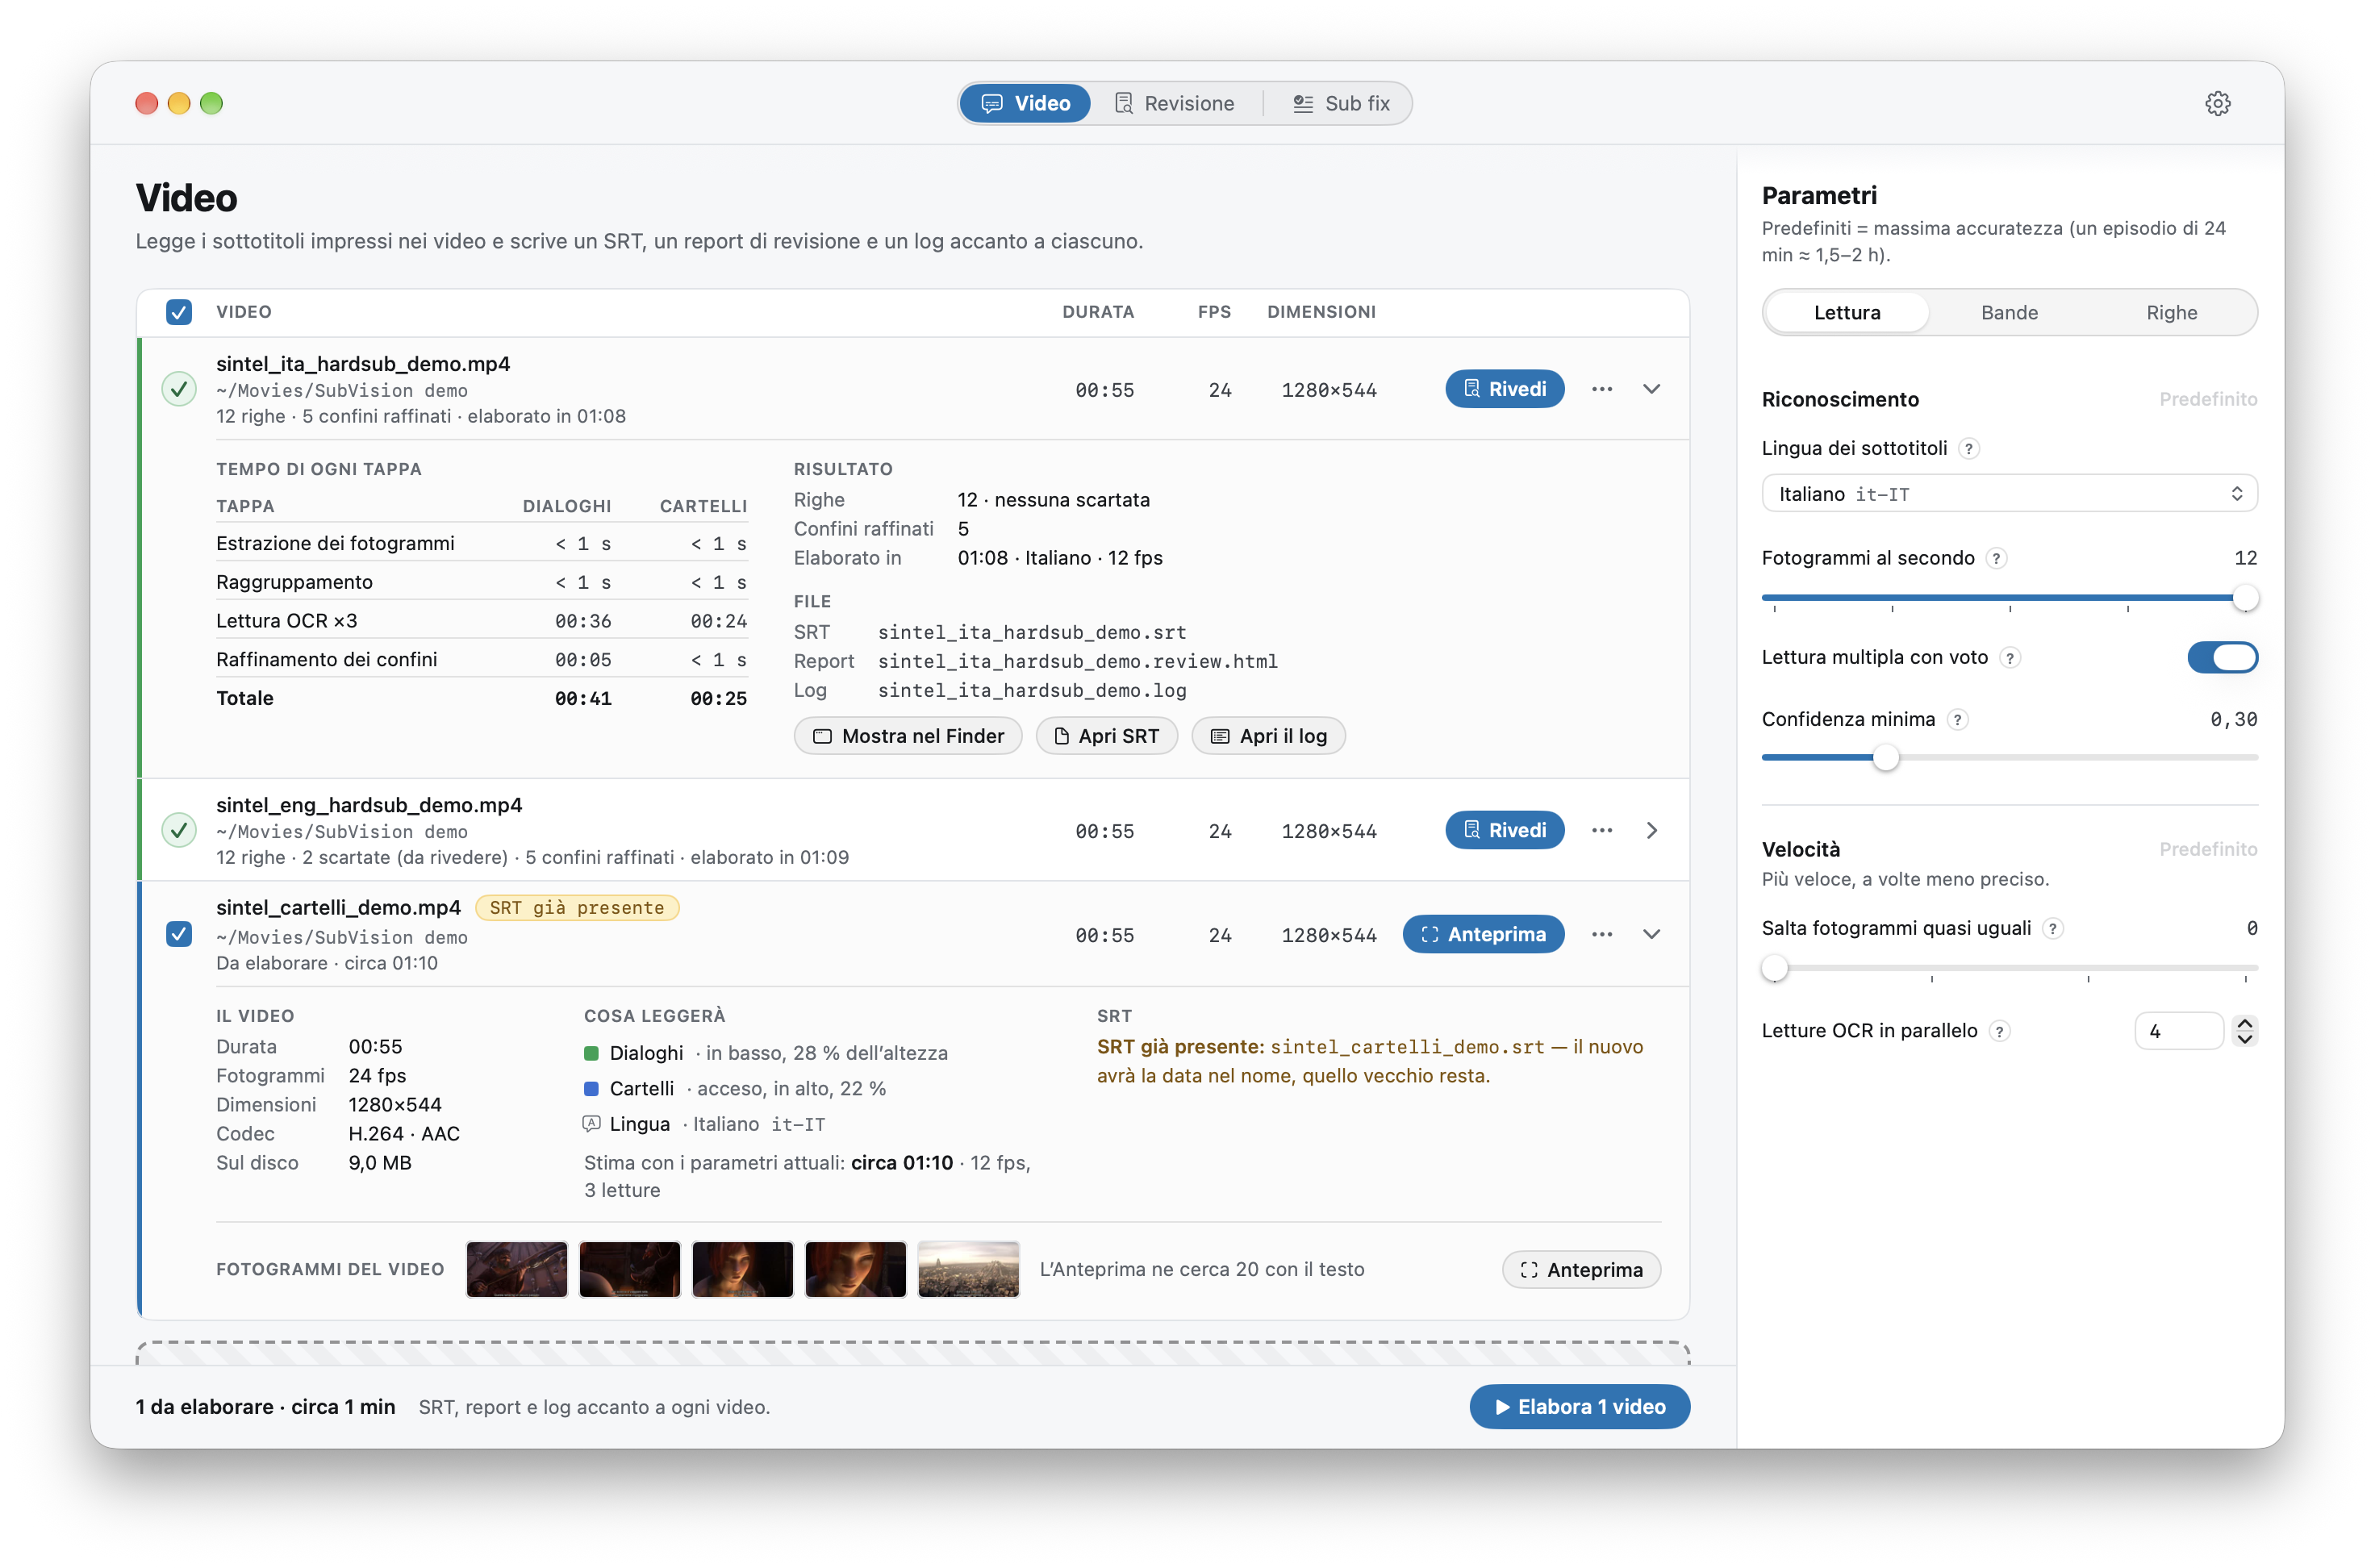 Video
Revisione
Sub fix
Video
Legge i sottotitoli impressi nei video e scrive un SRT, un report di revisione e un log accanto a ciascuno.
VIDEO DURATA FPS DIMENSIONI
sintel_ita_hardsub_demo.mp4
~/Movies/SubVision demo
12 righe · 5 confini raffinati · elaborato in 01:08
00:55 24 1280×544 Rivedi
TEMPO DI OGNI TAPPA
TAPPA DIALOGHI CARTELLI
Estrazione dei fotogrammi < 1 s < 1 s
Raggruppamento < 1 s < 1 s
Lettura OCR ×3 00:36 00:24
Raffinamento dei confini 00:05 < 1 s
Totale 00:41 00:25
RISULTATO
Righe 12 · nessuna scartata
Confini raffinati 5
Elaborato in 01:08 · Italiano · 12 fps
FILE
SRT sintel_ita_hardsub_demo.srt
Report sintel_ita_hardsub_demo.review.html
Log sintel_ita_hardsub_demo.log
Mostra nel Finder Apri SRT Apri il log
sintel_eng_hardsub_demo.mp4
~/Movies/SubVision demo
12 righe · 2 scartate (da rivedere) · 5 confini raffinati · elaborato in 01:09
00:55 24 1280×544 Rivedi
sintel_cartelli_demo.mp4 SRT già presente
~/Movies/SubVision demo
Da elaborare · circa 01:10
00:55 24 1280×544 Anteprima
IL VIDEO
Durata 00:55
Fotogrammi 24 fps
Dimensioni 1280×544
Codec H.264 · AAC
Sul disco 9,0 MB
COSA LEGGERÀ
Dialoghi · in basso, 28 % dell’altezza
Cartelli · acceso, in alto, 22 %
Lingua · Italiano it-IT
Stima con i parametri attuali: circa 01:10 · 12 fps,
3 letture
SRT
SRT già presente: sintel_cartelli_demo.srt — il nuovo
avrà la data nel nome, quello vecchio resta.
FOTOGRAMMI DEL VIDEO
L’Anteprima ne cerca 20 con il testo
Anteprima
1 da elaborare · circa 1 min SRT, report e log accanto a ogni video.
Elabora 1 video
Parametri
Predefiniti = massima accuratezza (un episodio di 24
min ≈ 1,5–2 h).
Lettura Bande Righe
Riconoscimento Predefinito
Lingua dei sottotitoli ?
Italiano it-IT
Fotogrammi al secondo ? 12
Lettura multipla con voto ?
Confidenza minima ? 0,30
Velocità Predefinito
Più veloce, a volte meno preciso.
Salta fotogrammi quasi uguali ? 0
Letture OCR in parallelo ? 4